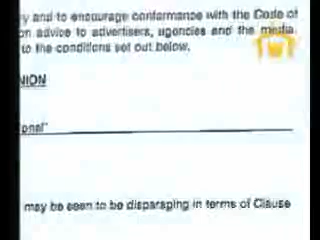 y and to encourage conformance with the Code of
on advice to advertisers, agencies and the media.
to the conditions set out below.
NION
onal"
may be seen to be disparaging in terms of Clause